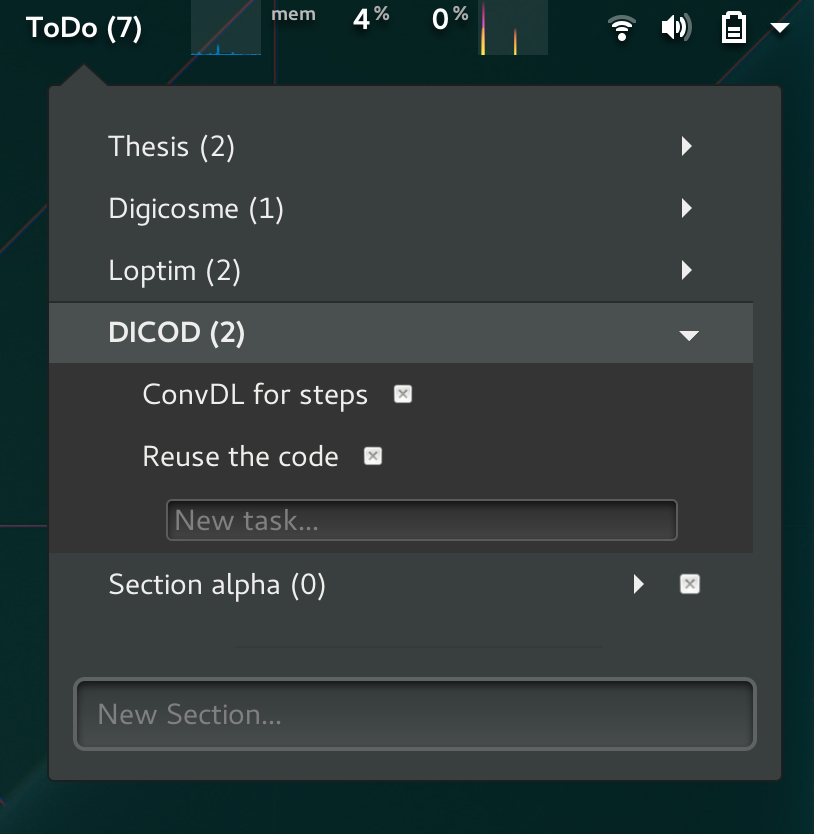 ToDo (7) mem 4 % 0 %
Thesis (2)
Digicosme (1)
Loptim (2)
DICOD (2)
ConvDL for steps
Reuse the code
New task...
Section alpha (0)
New Section...